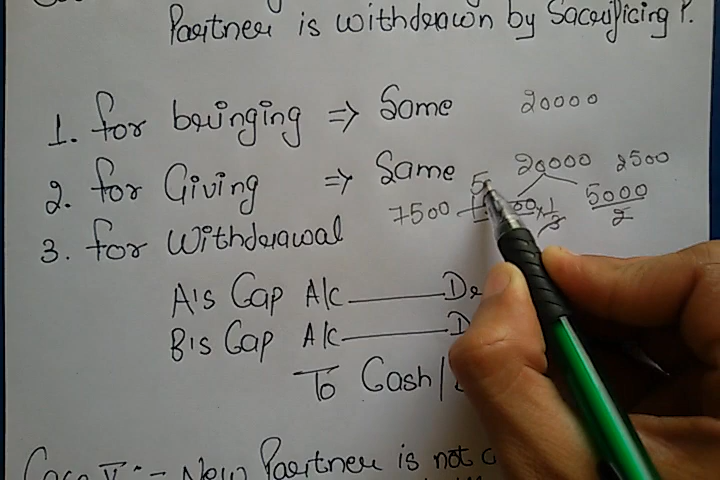 Partner is withdrawn by Sacrificing P.
1. for bringing ⇒ Same 20000
2. for Giving ⇒ Same 20000 2500
7500 5000
3. for Withdrawal 2
A's Cap A/c
B's Cap A/c
To Cash/
Case V :- New Partner is not